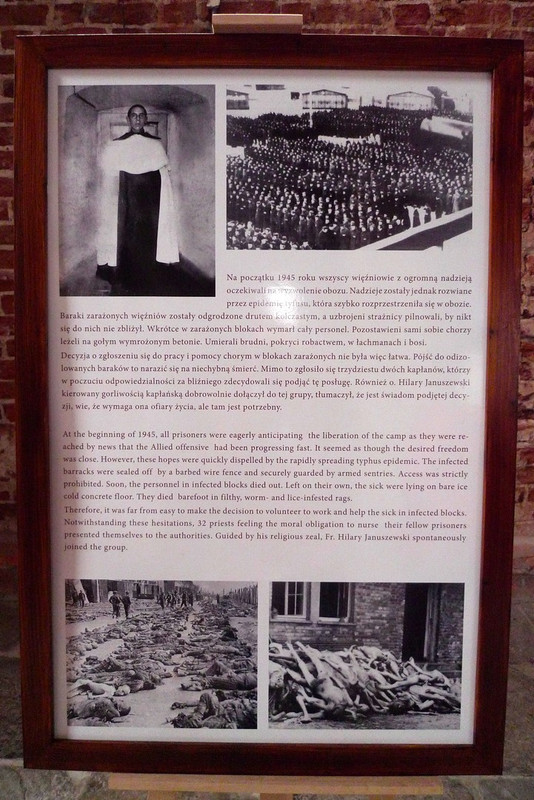 Na początku 1945 roku wszyscy więźniowie z ogromną nadzieją
oczekiwali na wyzwolenie obozu. Nadzieje zostały jednak rozwiane
przez epidemię tyfusu, która szybko rozprzestrzeniła się w obozie.
Baraki zarażonych więźniów zostały odgrodzone drutem kolczastym, a uzbrojeni strażnicy pilnowali, by nikt
się do nich nie zbliżył. Wkrótce w zarażonych blokach wymarł cały personel. Pozostawieni sami sobie chorzy
leżeli na gołym wymrożonym betonie. Umierali brudni, pokryci robactwem, w łachmanach i bosi.
Decyzja o zgłoszeniu się do pracy i pomocy chorym w blokach zarażonych nie była więc łatwa. Pójść do odizo-
lowanych baraków to narazić się na niechybną śmierć. Mimo to zgłosiło się trzydziestu dwóch kapłanów, którzy
w poczuciu odpowiedzialności za bliźniego zdecydowali się podjąć tę posługę. Również o. Hilary Januszewski
kierowany gorliwością kapłańską dobrowolnie dołączył do tej grupy, tłumaczył, że jest świadom podjętej decy-
zji, wie, że wymaga ona ofiary życia, ale tam jest potrzebny.
At the beginning of 1945, all prisoners were eagerly anticipating the liberation of the camp as they were re-
ached by news that the Allied offensive had been progressing fast. It seemed as though the desired freedom
was close. However, these hopes were quickly dispelled by the rapidly spreading typhus epidemic. The infected
barracks were sealed off by a barbed wire fence and securely guarded by armed sentries. Access was strictly
prohibited. Soon, the personnel in infected blocks died out. Left on their own, the sick were lying on bare ice
cold concrete floor. They died barefoot in filthy, worm- and lice-infested rags.
Therefore, it was far from easy to make the decision to volunteer to work and help the sick in infected blocks.
Notwithstanding these hesitations, 32 priests feeling the moral obligation to nurse their fellow prisoners
presented themselves to the authorities. Guided by his religious zeal, Fr. Hilary Januszewski spontaneously
joined the group.